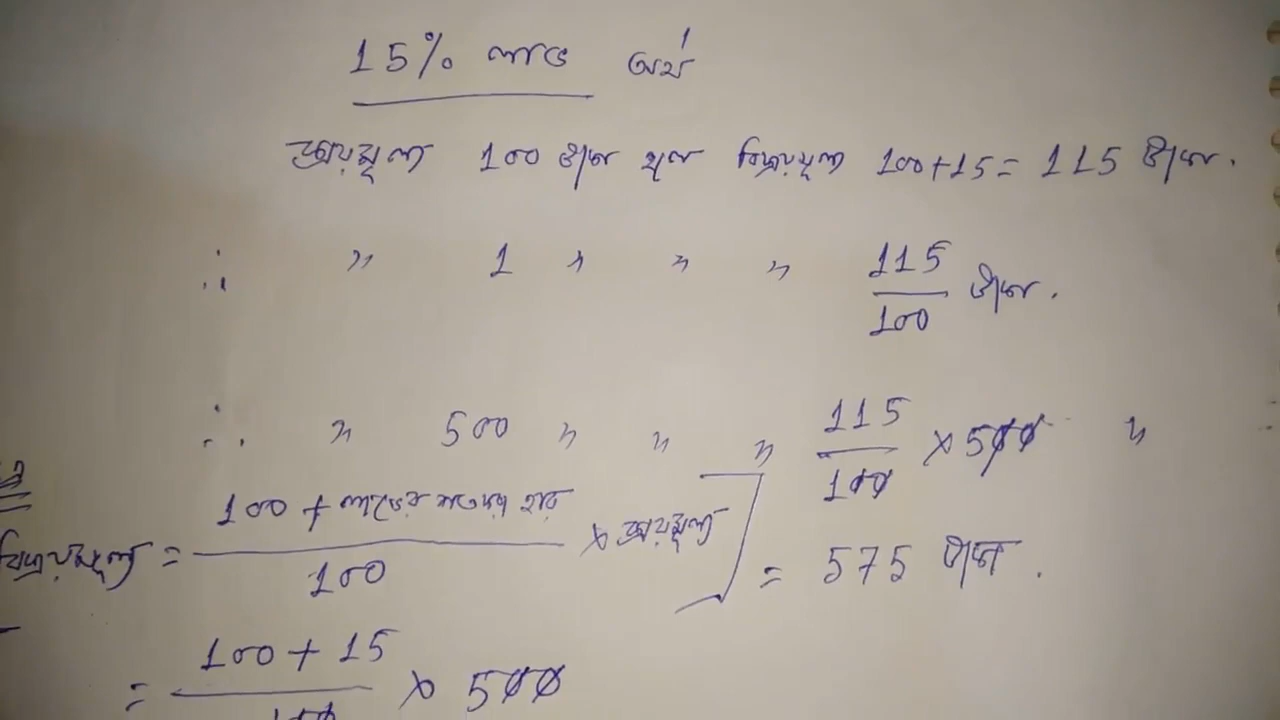 15% লাভ অর্থ
ক্রয়মূল্য 100 টাকা হলে বিক্রয়মূল্য 100+15= 115 টাকা.
∴ " 1 " " " 115/100 টাকা.
∴ " 500 " " " 115/100 × 500 "
বিক্রয়মূল্য = 100 + লাভের শতকরা হার/100 × ক্রয়মূল্য
= 575 টাকা.
= 100 + 15/100 × 500